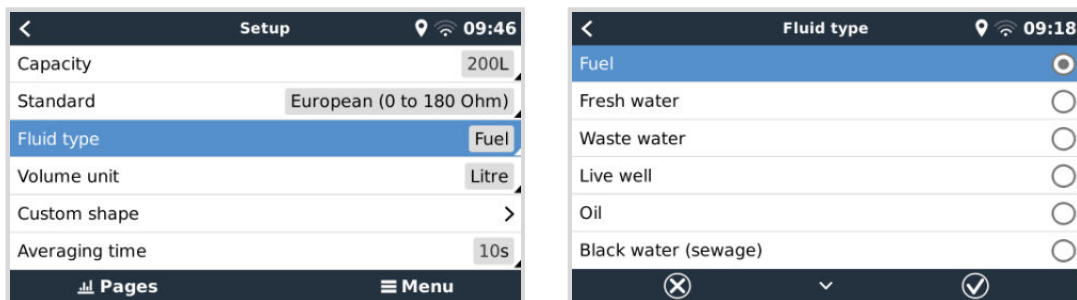 Setup 09:46
Capacity 200L
Standard European (0 to 180 Ohm)
Fluid type Fuel
Volume unit Litre
Custom shape
Averaging time 10s
Pages Menu
Fluid type 09:18
Fuel
Fresh water
Waste water
Live well
Oil
Black water (sewage)